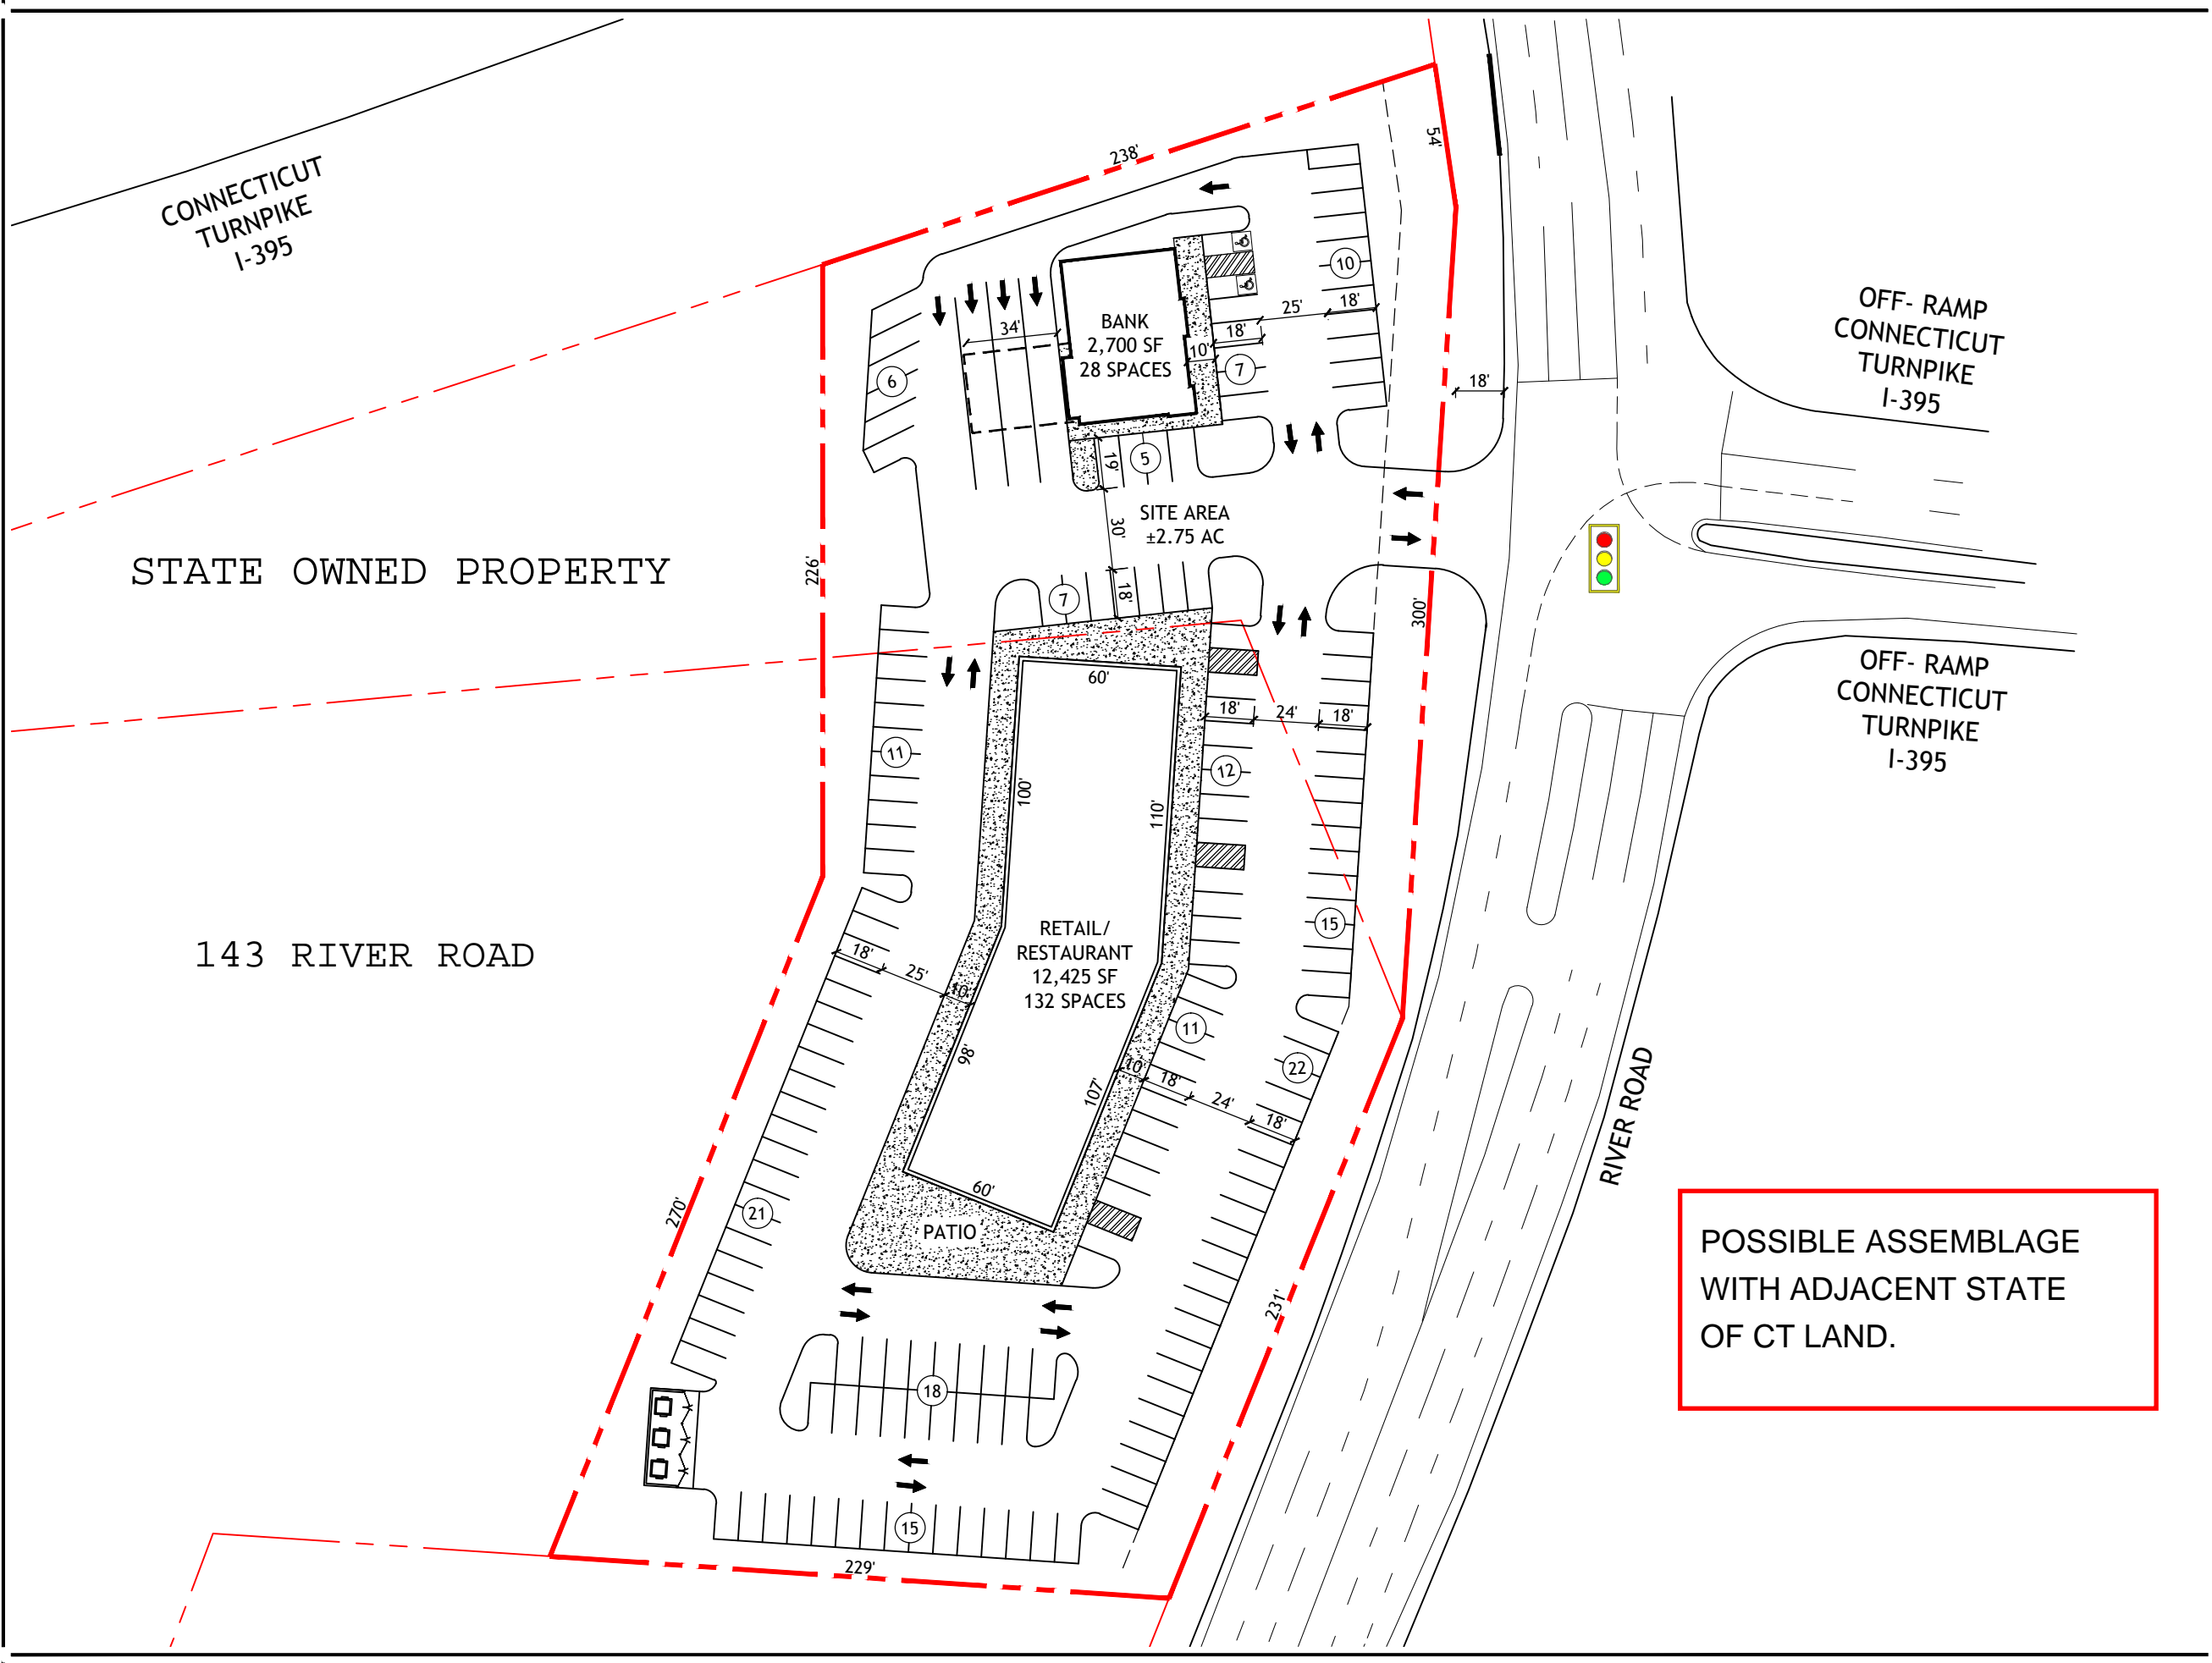 CONNECTICUT
TURNPIKE
I-395
238'
54'
10
BANK
2,700 SF
28 SPACES
34'
25'
18'
18'
10'
7
6
18'
OFF- RAMP
CONNECTICUT
TURNPIKE
I-395
19'
5
30'
SITE AREA
±2.75 AC
STATE OWNED PROPERTY
226'
7
18'
300'
OFF- RAMP
CONNECTICUT
TURNPIKE
I-395
60'
18'
24'
18'
11
100'
110'
12
143 RIVER ROAD
RETAIL/
RESTAURANT
12,425 SF
132 SPACES
15
18'
25'
10'
11
22
98'
107'
10'
18'
24'
18'
RIVER ROAD
270'
21
60'
PATIO
231'
POSSIBLE ASSEMBLAGE
WITH ADJACENT STATE
OF CT LAND.
18
15
229'